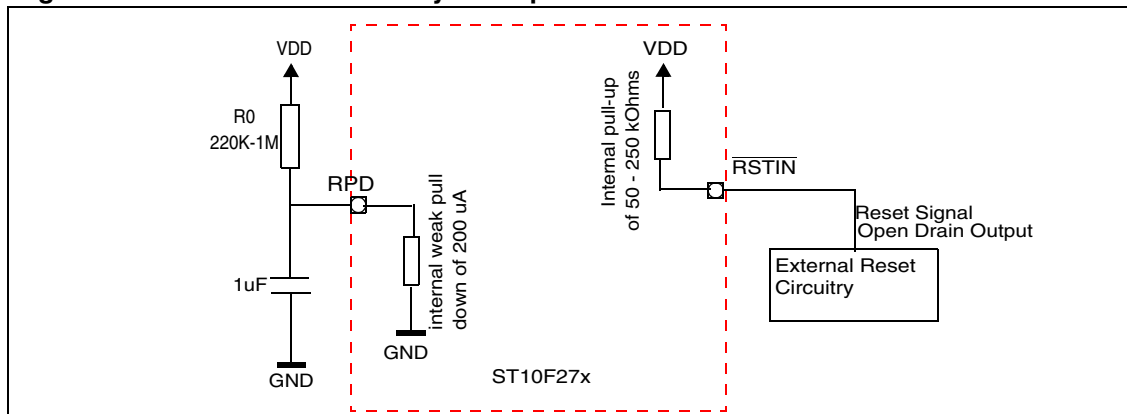 VDD
R0
220K-1M
RPD
1uF
GND
internal weak pull
down of 200 uA
GND
VDD
Internal pull-up
of 50 - 250 kOhms
RSTIN
Reset Signal
Open Drain Output
External Reset
Circuitry
ST10F27x